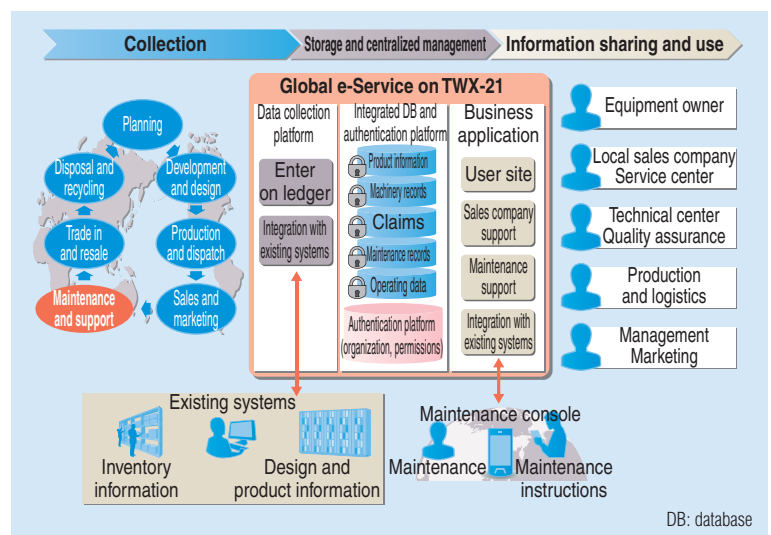 Collection
Storage and centralized management
Information sharing and use
Planning
Development
and design
Production
and dispatch
Sales and
marketing
Maintenance
and support
Trade in
and resale
Disposal and
recycling
Global e-Service on TWX-21
Data collection
platform
Enter
on ledger
Integration with
existing systems
Integrated DB and
authentication platform
Product information
Machinery records
Claims
Maintenance records
Operating data
Authentication platform
(organization, permissions)
Business
application
User site
Sales company
support
Maintenance
support
Integration with
existing systems
Equipment owner
Local sales company
Service center
Technical center
Quality assurance
Production
and logistics
Management
Marketing
Existing systems
Inventory
information
Design and
product information
Maintenance console
Maintenance
Maintenance
instructions
DB: database